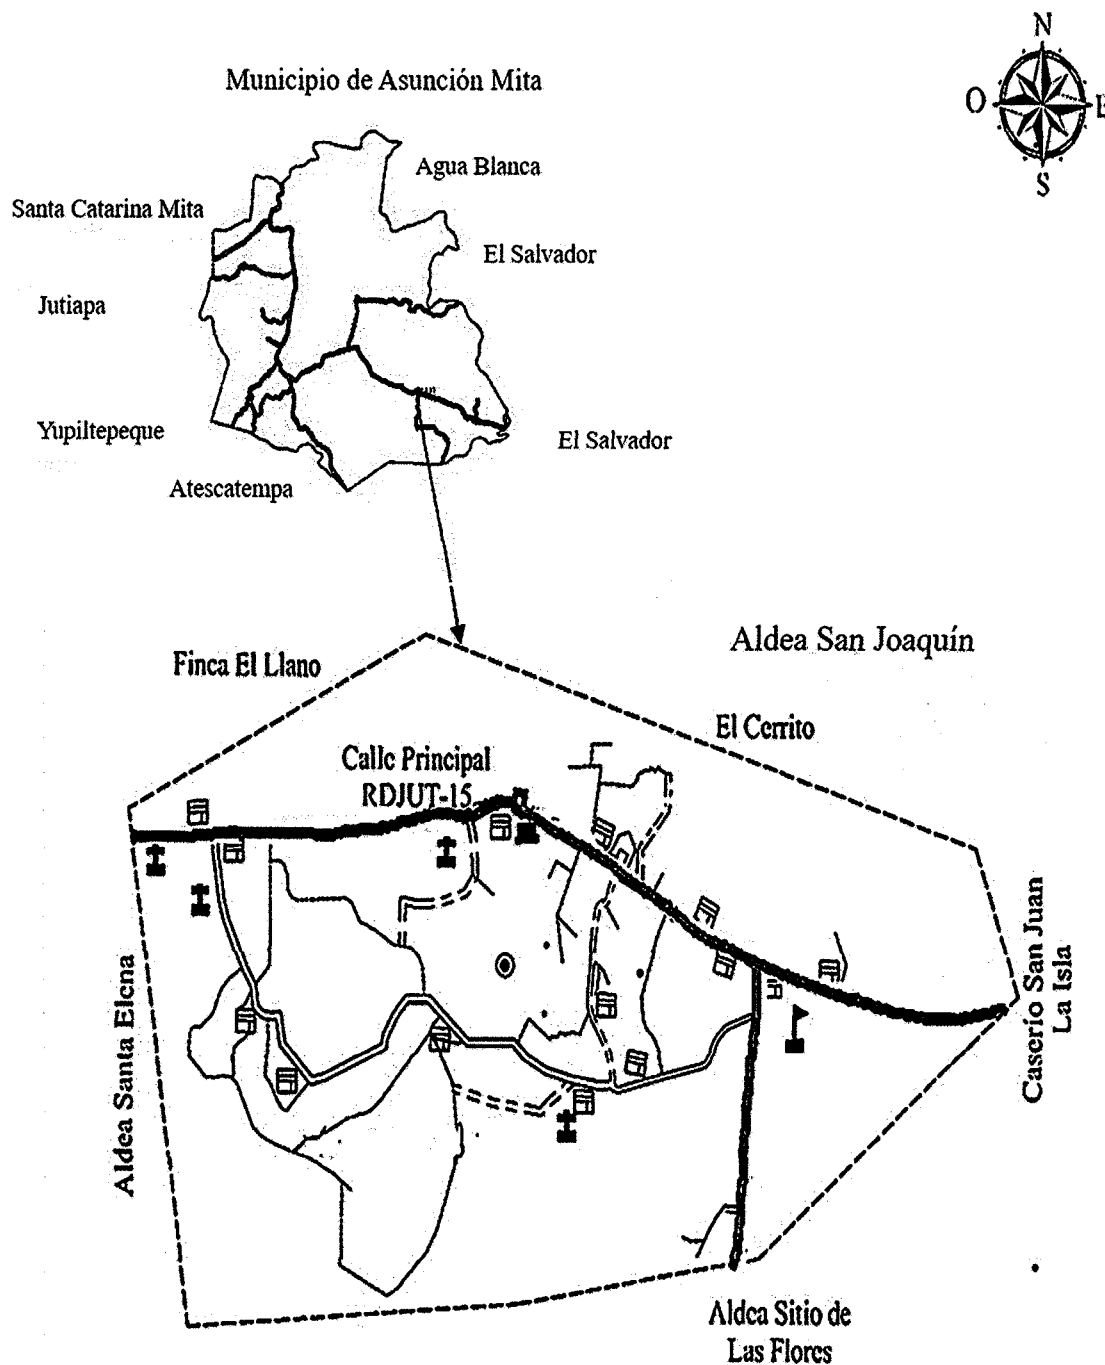 N
Municipio de Asunción Mita
O
E
Agua Blanca
S
Santa Catarina Mita
El Salvador
Jutiapa
Yupiltepeque
El Salvador
Atescatempa
Aldea San Joaquín
Finca El Llano
El Cerrito
Calle Principal
RDJUT-15
Aldea Santa Elena
Caserío San Juan
La Isla
Aldea Sitio de
Las Flores